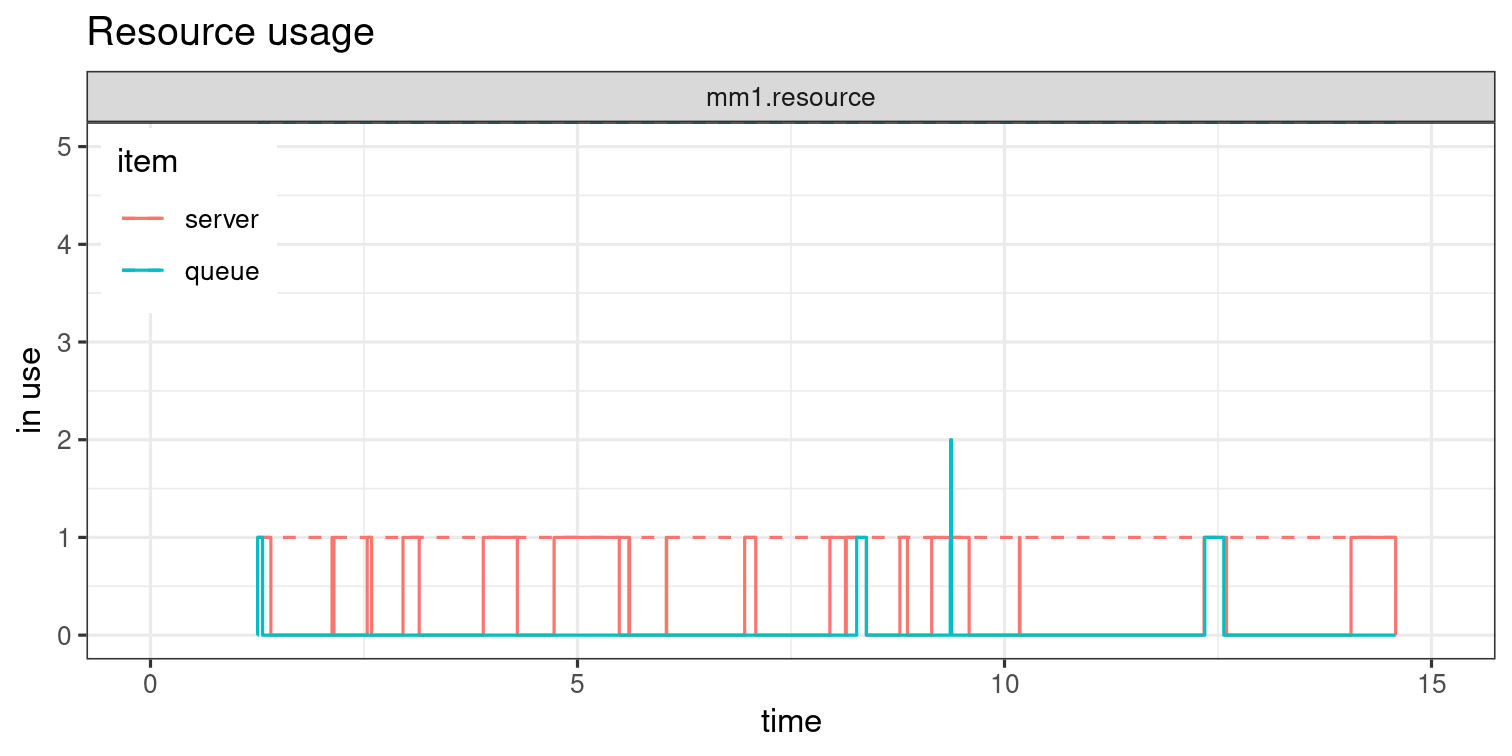 Resource usage
mm1.resource
item
server
queue
5
4
3
2
1
0
in use
0 5 10 15
time